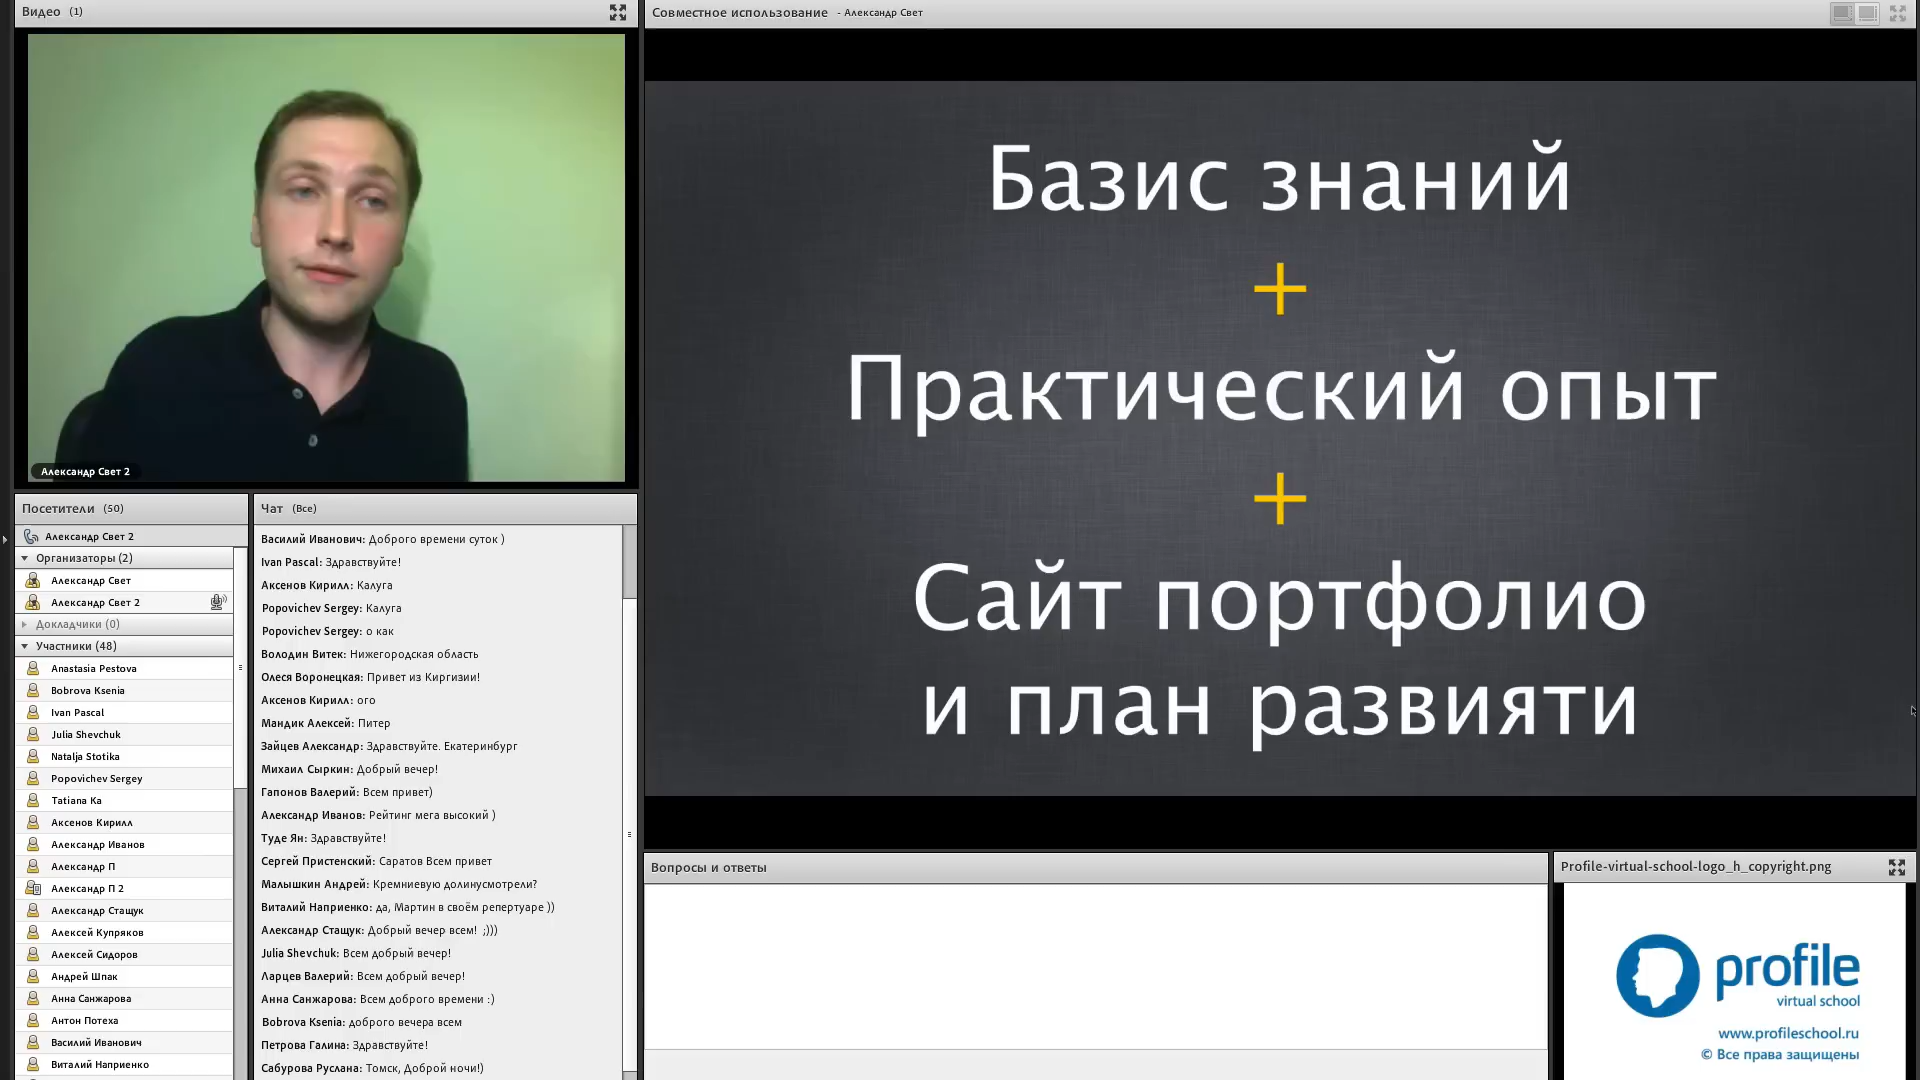 Видео (1)
Александр Свет 2
Посетители (50)
Александр Свет 2
Организаторы (2)
Александр Свет
Александр Свет 2
Докладчики (0)
Участники (48)
Anastasia Pestova
Bobrova Ksenia
Ivan Pascal
Julia Shevchuk
Natalja Stotika
Popovichev Sergey
Tatiana Ka
Аксенов Кирилл
Александр Иванов
Александр П
Александр П 2
Александр Стащук
Алексей Купряков
Алексей Сидоров
Андрей Шпак
Анна Санжарова
Антон Потеха
Василий Иванович
Виталий Наприенко
Чат (Все)
Василий Иванович: Доброго времени суток )
Ivan Pascal: Здравствуйте!
Аксенов Кирилл: Калуга
Popovichev Sergey: Калуга
Popovichev Sergey: о как
Володин Витек: Нижегородская область
Олеся Воронецкая: Привет из Киргизии!
Аксенов Кирилл: ого
Мандик Алексей: Питер
Зайцев Александр: Здравствуйте. Екатеринбург
Михаил Сыркин: Добрый вечер!
Гапонов Валерий: Всем привет)
Александр Иванов: Рейтинг мега высокий )
Туде Ян: Здравствуйте!
Сергей Пристенский: Саратов Всем привет
Малышкин Андрей: Кремниевую долинусмотрели?
Виталий Наприенко: да, Мартин в своём репертуаре ))
Александр Стащук: Добрый вечер всем! ;)))
Julia Shevchuk: Всем добрый вечер!
Ларцев Валерий: Всем добрый вечер!
Анна Санжарова: Всем доброго времени :)
Bobrova Ksenia: доброго вечера всем
Петрова Галина: Здравствуйте!
Сабурова Руслана: Томск, Доброй ночи!)
Совместное использование - Александр Свет
Базис знаний
+
Практический опыт
+
Сайт портфолио
и план развияти
Вопросы и ответы
Profile-virtual-school-logo_h_copyright.png
profile
virtual school
www.profileschool.ru
© Все права защищены